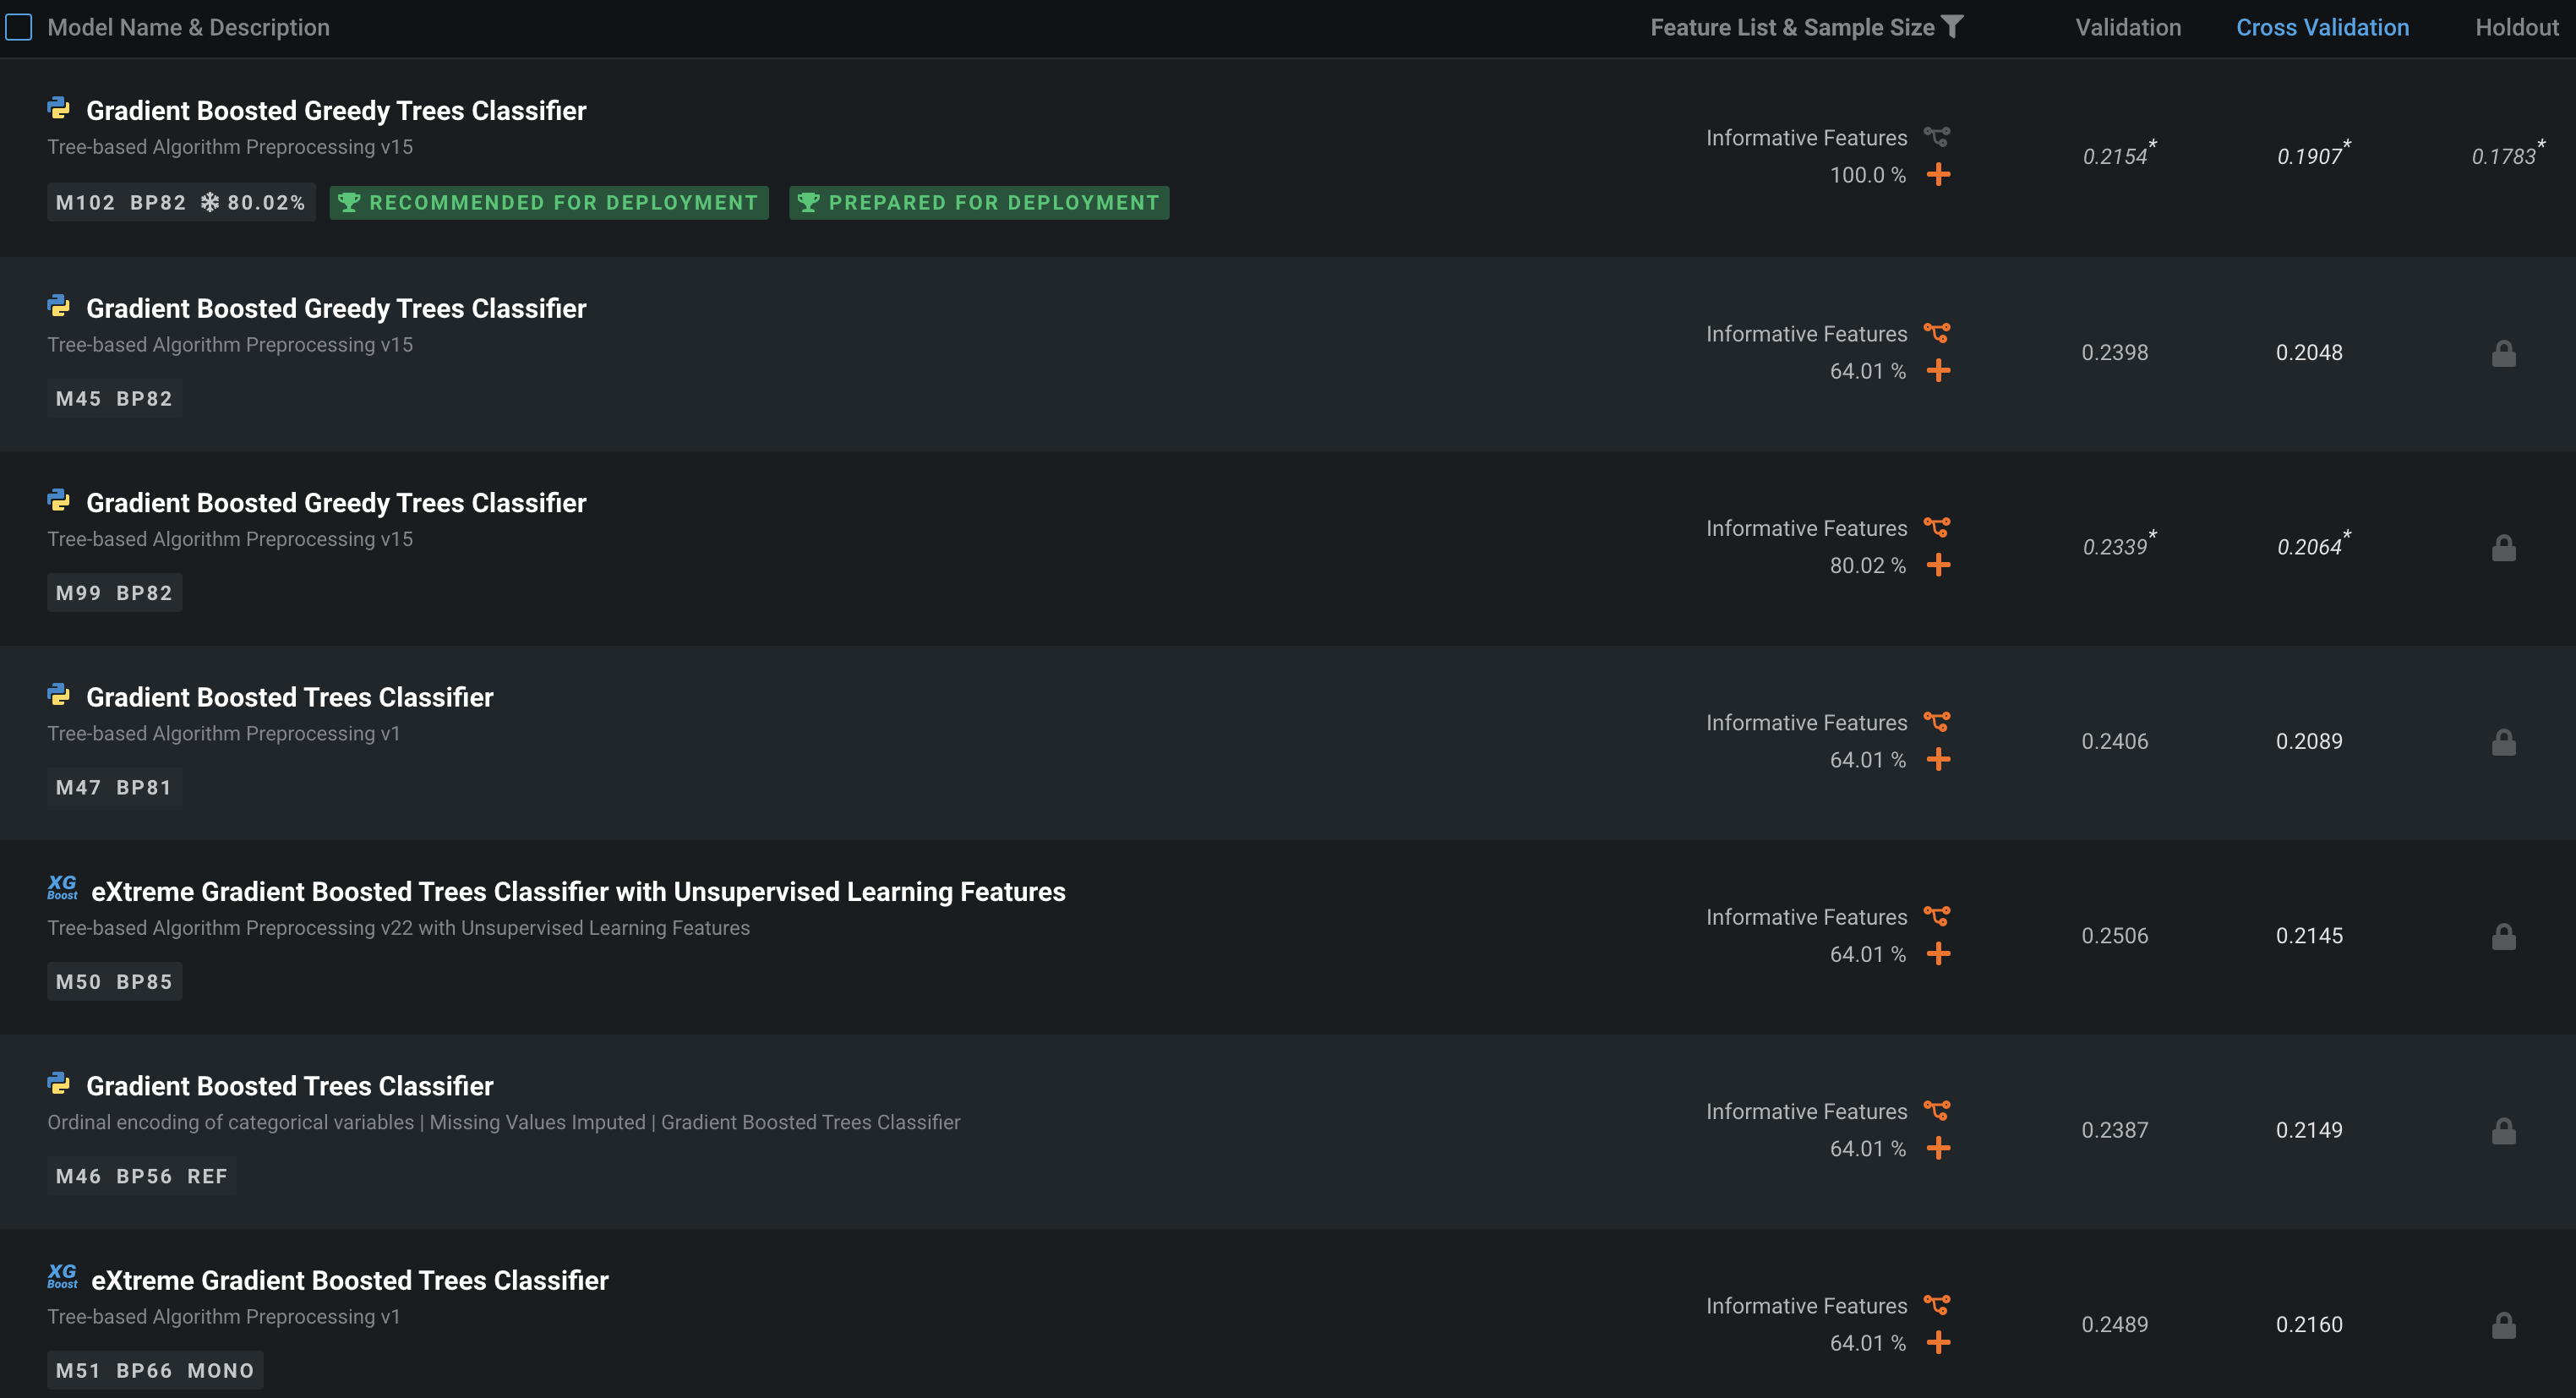 Model Name & Description Feature List & Sample Size Validation Cross Validation Holdout
Gradient Boosted Greedy Trees Classifier
Tree-based Algorithm Preprocessing v15
Informative Features
100.0 %
0.2154* 0.1907* 0.1783*
M102 BP82 80.02% RECOMMENDED FOR DEPLOYMENT PREPARED FOR DEPLOYMENT
Gradient Boosted Greedy Trees Classifier
Tree-based Algorithm Preprocessing v15
Informative Features
64.01 %
0.2398 0.2048
M45 BP82
Gradient Boosted Greedy Trees Classifier
Tree-based Algorithm Preprocessing v15
Informative Features
80.02 %
0.2339* 0.2064*
M99 BP82
Gradient Boosted Trees Classifier
Tree-based Algorithm Preprocessing v1
Informative Features
64.01 %
0.2406 0.2089
M47 BP81
XG
Boost
eXtreme Gradient Boosted Trees Classifier with Unsupervised Learning Features
Tree-based Algorithm Preprocessing v22 with Unsupervised Learning Features
Informative Features
64.01 %
0.2506 0.2145
M50 BP85
Gradient Boosted Trees Classifier
Ordinal encoding of categorical variables | Missing Values Imputed | Gradient Boosted Trees Classifier
Informative Features
64.01 %
0.2387 0.2149
M46 BP56 REF
XG
Boost
eXtreme Gradient Boosted Trees Classifier
Tree-based Algorithm Preprocessing v1
Informative Features
64.01 %
0.2489 0.2160
M51 BP66 MONO